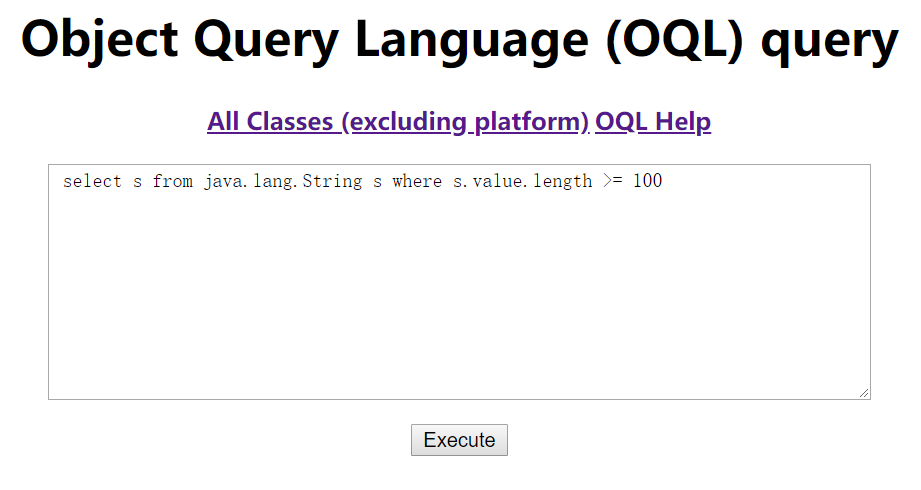 Object Query Language (OQL) query
All Classes (excluding platform) OQL Help
select s from java.lang.String s where s.value.length >= 100
Execute